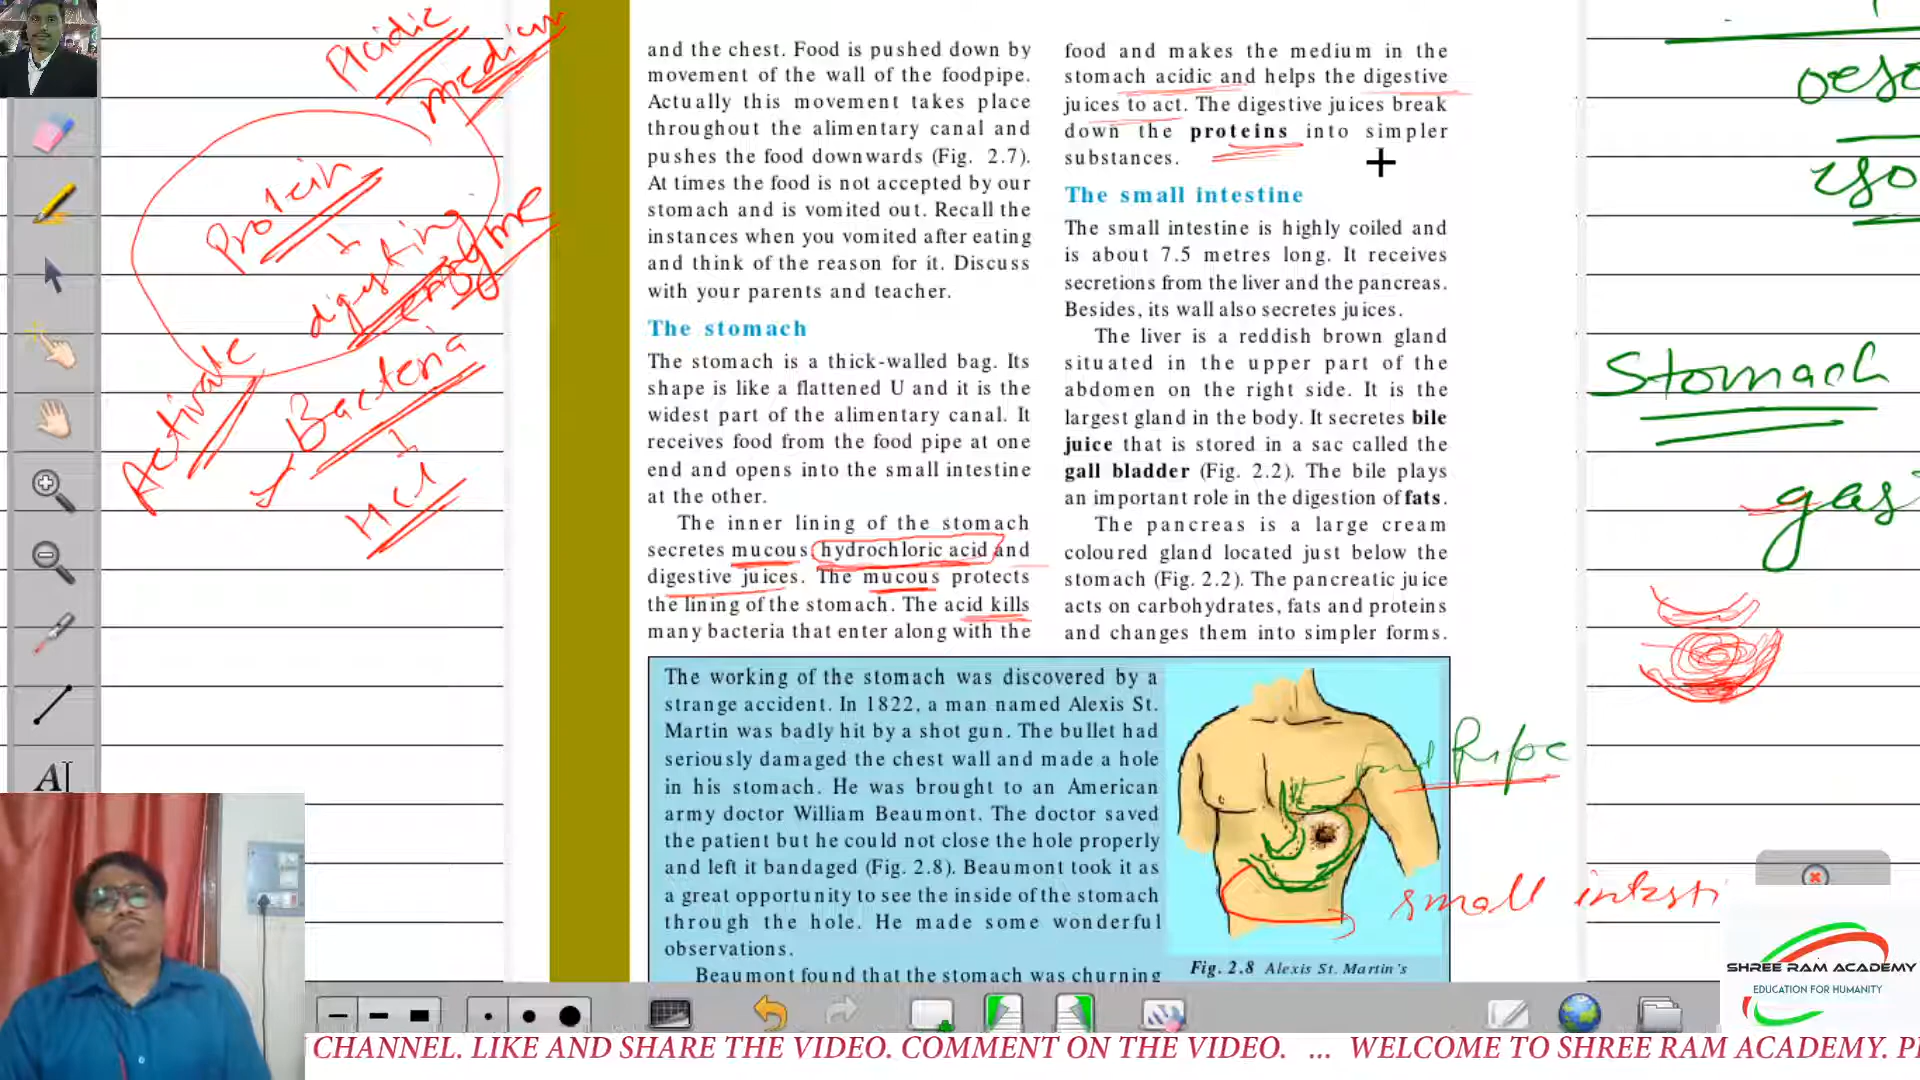 Acidic
medium
Protein
digesting
enzyme
Activate
Bacteria
HCl
and the chest. Food is pushed down by
movement of the wall of the foodpipe.
Actually this movement takes place
throughout the alimentary canal and
pushes the food downwards (Fig. 2.7).
At times the food is not accepted by our
stomach and is vomited out. Recall the
instances when you vomited after eating
and think of the reason for it. Discuss
with your parents and teacher.
The stomach
The stomach is a thick-walled bag. Its
shape is like a flattened U and it is the
widest part of the alimentary canal. It
receives food from the food pipe at one
end and opens into the small intestine
at the other.
The inner lining of the stomach
secretes mucous hydrochloric acid and
digestive juices. The mucous protects
the lining of the stomach. The acid kills
many bacteria that enter along with the
food and makes the medium in the
stomach acidic and helps the digestive
juices to act. The digestive juices break
down the proteins into simpler
substances.
The small intestine
The small intestine is highly coiled and
is about 7.5 metres long. It receives
secretions from the liver and the pancreas.
Besides, its wall also secretes juices.
The liver is a reddish brown gland
situated in the upper part of the
abdomen on the right side. It is the
largest gland in the body. It secretes bile
juice that is stored in a sac called the
gall bladder (Fig. 2.2). The bile plays
an important role in the digestion of fats.
The pancreas is a large cream
coloured gland located just below the
stomach (Fig. 2.2). The pancreatic juice
acts on carbohydrates, fats and proteins
and changes them into simpler forms.
The working of the stomach was discovered by a
strange accident. In 1822, a man named Alexis St.
Martin was badly hit by a shot gun. The bullet had
seriously damaged the chest wall and made a hole
in his stomach. He was brought to an American
army doctor William Beaumont. The doctor saved
the patient but he could not close the hole properly
and left it bandaged (Fig. 2.8). Beaumont took it as
a great opportunity to see the inside of the stomach
through the hole. He made some wonderful
observations.
Beaumont found that the stomach was churning
Fig. 2.8 Alexis St. Martin's
small intesti
oeso
Stomach
gas
SHREE RAM ACADEMY
EDUCATION FOR HUMANITY
CHANNEL. LIKE AND SHARE THE VIDEO. COMMENT ON THE VIDEO. ... WELCOME TO SHREE RAM ACADEMY. P